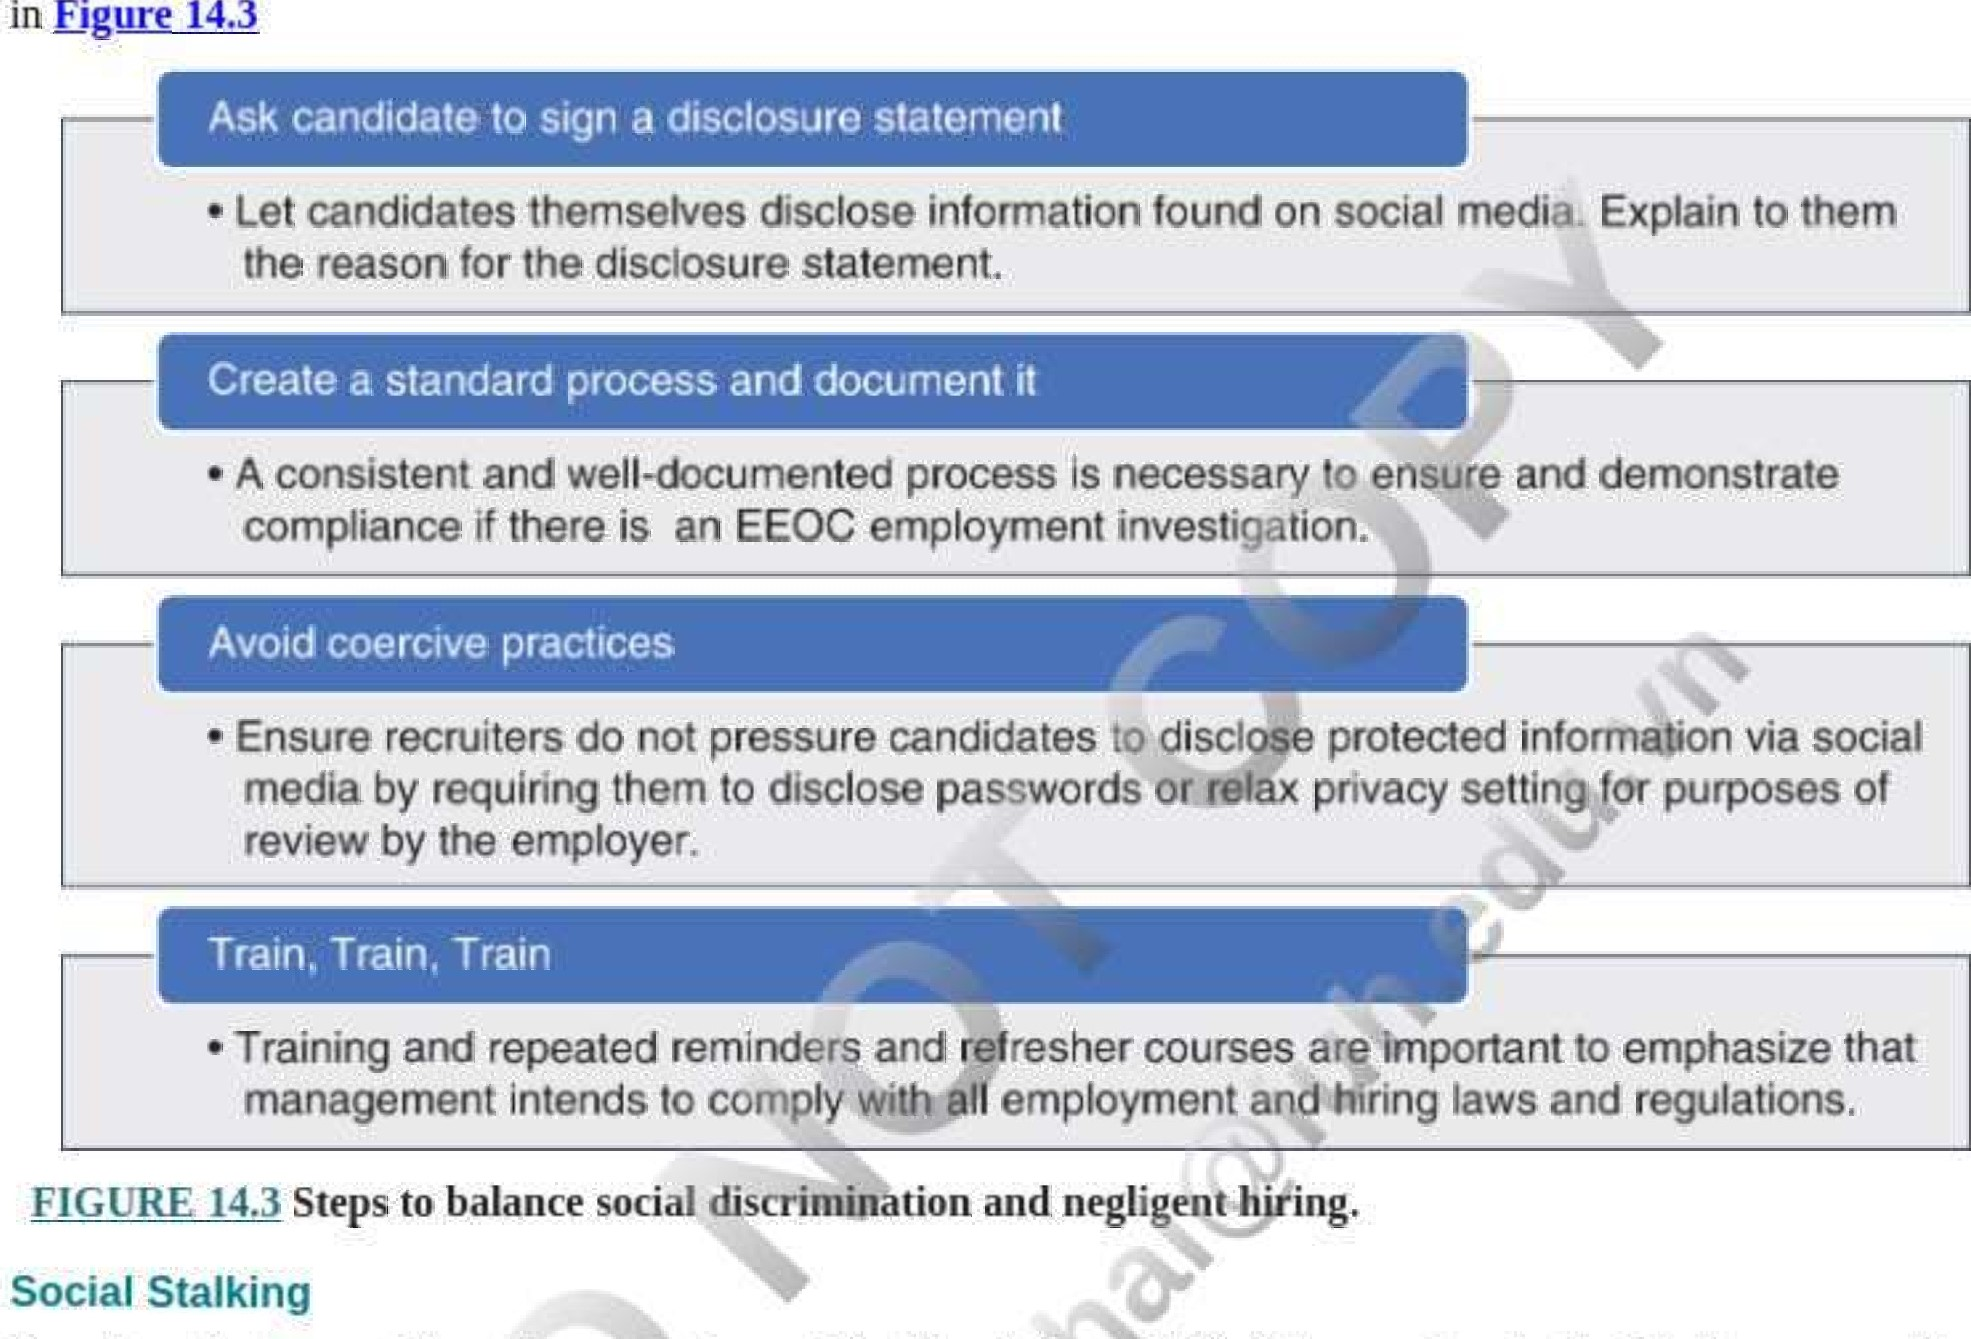 in Figure 14.3
Ask candidate to sign a disclosure statement
• Let candidates themselves disclose information found on social media. Explain to them
the reason for the disclosure statement.
Create a standard process and document it
• A consistent and well-documented process is necessary to ensure and demonstrate
compliance if there is an EEOC employment investigation.
Avoid coercive practices
• Ensure recruiters do not pressure candidates to disclose protected information via social
media by requiring them to disclose passwords or relax privacy setting for purposes of
review by the employer.
Train, Train, Train
• Training and repeated reminders and refresher courses are important to emphasize that
management intends to comply with all employment and hiring laws and regulations.
FIGURE 14.3 Steps to balance social discrimination and negligent hiring.
Social Stalking
NOT COPY